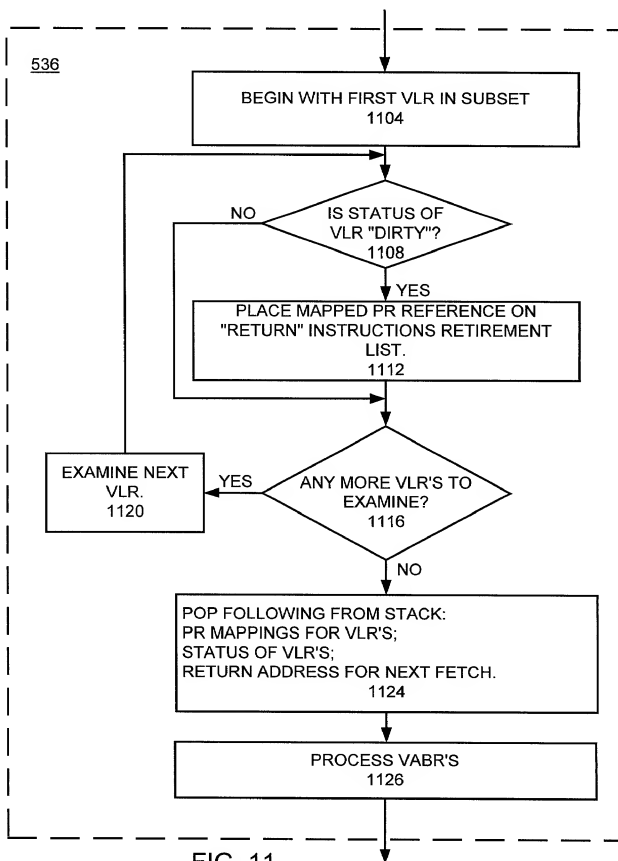 536
BEGIN WITH FIRST VLR IN SUBSET
1104
NO
IS STATUS OF
VLR "DIRTY"?
1108
YES
PLACE MAPPED PR REFERENCE ON
"RETURN" INSTRUCTIONS RETIREMENT
LIST.
1112
EXAMINE NEXT
VLR.
1120
YES
ANY MORE VLR'S TO
EXAMINE?
1116
NO
POP FOLLOWING FROM STACK:
PR MAPPINGS FOR VLR'S;
STATUS OF VLR'S;
RETURN ADDRESS FOR NEXT FETCH.
1124
PROCESS VABR'S
1126
FIG. 11